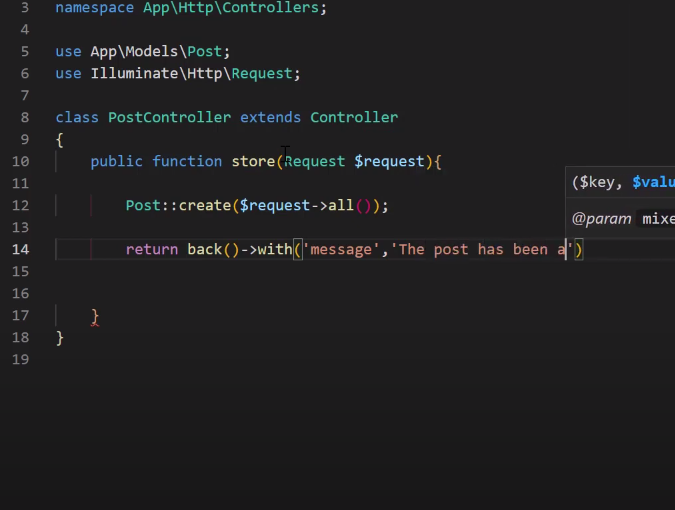 3 namespace App\Http\Controllers;
4
5 use App\Models\Post;
6 use Illuminate\Http\Request;
7
8 class PostController extends Controller
9 {
10 public function store(Request $request){
11
12 Post::create($request->all());
13
14 return back()->with('message','The post has been a')
15
16
17 }
18 }
19
($key, $valu
@param mixe